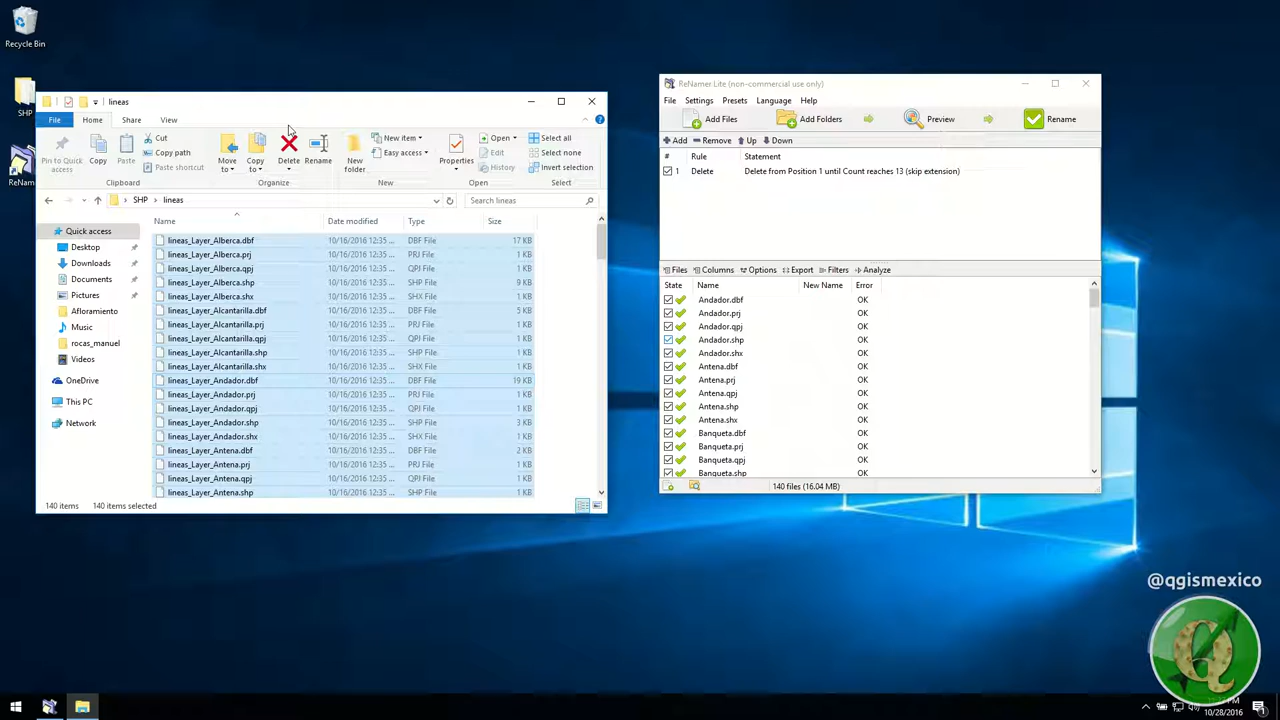 Recycle Bin
SHP
lineas
File Home Share View
Pin to Quick access
Copy
Paste
Cut
Copy path
Paste shortcut
Move to
Copy to
Delete
Rename
New folder
New item
Easy access
Properties
Open
Edit
History
Select all
Select none
Invert selection
Clipboard Organize New Open Select
SHP > lineas
Search lineas
Quick access
Desktop
Downloads
Documents
Pictures
Afloramiento
Music
rocas_manuel
Videos
OneDrive
This PC
Network
Name Date modified Type Size
lineas_Layer_Alberca.dbf 10/16/2016 12:35 ... DBF File 17 KB
lineas_Layer_Alberca.prj 10/16/2016 12:35 ... PRJ File 1 KB
lineas_Layer_Alberca.qpj 10/16/2016 12:35 ... QPJ File 1 KB
lineas_Layer_Alberca.shp 10/16/2016 12:35 ... SHP File 9 KB
lineas_Layer_Alberca.shx 10/16/2016 12:35 ... SHX File 1 KB
lineas_Layer_Alcantarilla.dbf 10/16/2016 12:35 ... DBF File 5 KB
lineas_Layer_Alcantarilla.prj 10/16/2016 12:35 ... PRJ File 1 KB
lineas_Layer_Alcantarilla.qpj 10/16/2016 12:35 ... QPJ File 1 KB
lineas_Layer_Alcantarilla.shp 10/16/2016 12:35 ... SHP File 1 KB
lineas_Layer_Alcantarilla.shx 10/16/2016 12:35 ... SHX File 1 KB
lineas_Layer_Andador.dbf 10/16/2016 12:35 ... DBF File 19 KB
lineas_Layer_Andador.prj 10/16/2016 12:35 ... PRJ File 1 KB
lineas_Layer_Andador.qpj 10/16/2016 12:35 ... QPJ File 1 KB
lineas_Layer_Andador.shp 10/16/2016 12:35 ... SHP File 3 KB
lineas_Layer_Andador.shx 10/16/2016 12:35 ... SHX File 1 KB
lineas_Layer_Antena.dbf 10/16/2016 12:35 ... DBF File 2 KB
lineas_Layer_Antena.prj 10/16/2016 12:35 ... PRJ File 1 KB
lineas_Layer_Antena.qpj 10/16/2016 12:35 ... QPJ File 1 KB
lineas_Layer_Antena.shp 10/16/2016 12:35 ... SHP File 1 KB
140 items 140 items selected
ReNamer Lite (non-commercial use only)
File Settings Presets Language Help
Add Files Add Folders Preview Rename
Add Remove Up Down
# Rule Statement
1 Delete Delete from Position 1 until Count reaches 13 (skip extension)
Files Columns Options Export Filters Analyze
State Name New Name Error
Andador.dbf OK
Andador.prj OK
Andador.qpj OK
Andador.shp OK
Andador.shx OK
Antena.dbf OK
Antena.prj OK
Antena.qpj OK
Antena.shp OK
Antena.shx OK
Banqueta.dbf OK
Banqueta.prj OK
Banqueta.qpj OK
Banqueta.shp OK
140 files (16.04 MB)
@qgismexico
10/28/2016